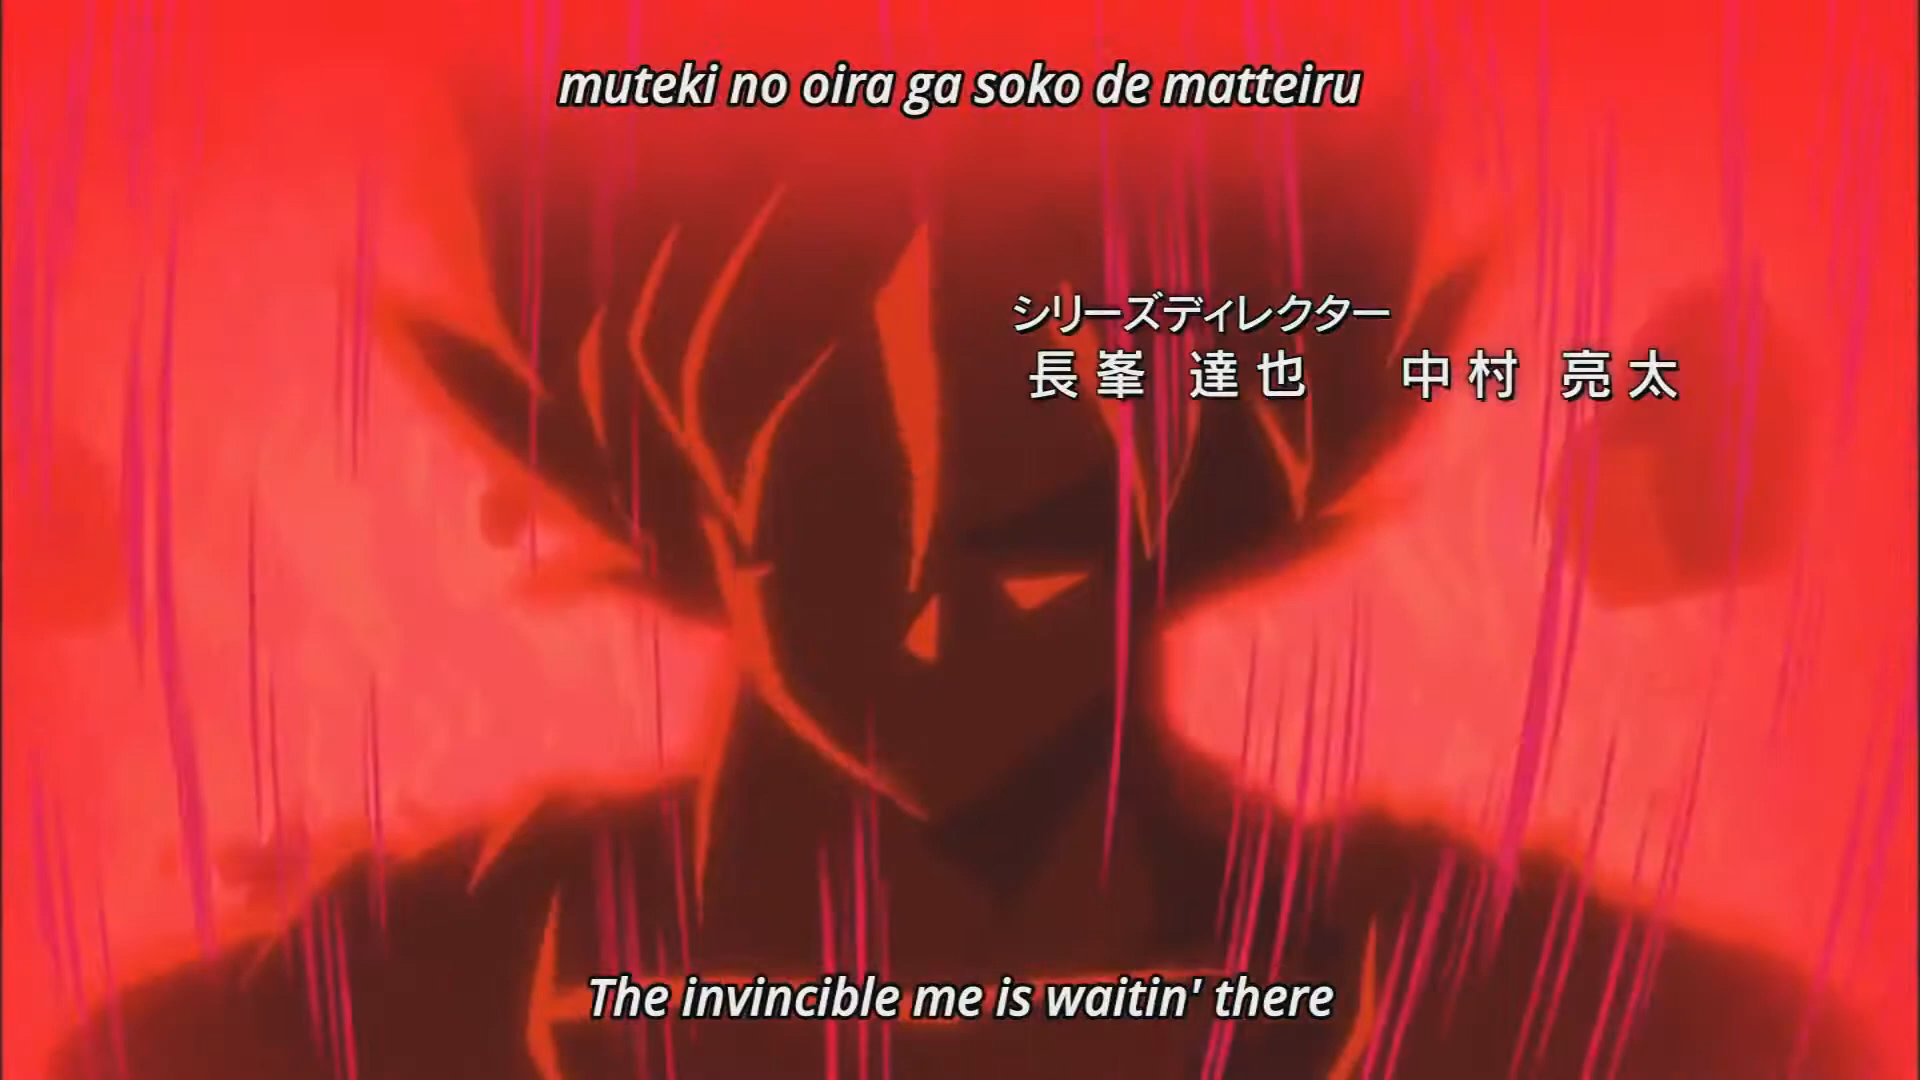 muteki no oira ga soko de matteiru
シリーズディレクター
長峯 達也 中村 亮太
The invincible me is waitin' there